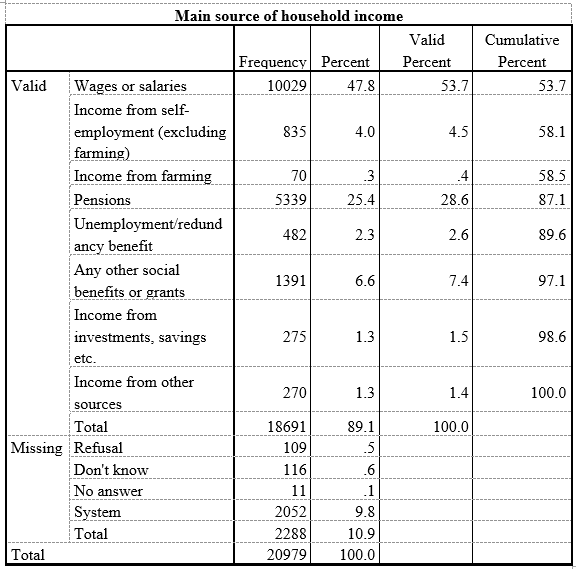 Main source of household income
Frequency Percent Valid Percent Cumulative Percent
Valid Wages or salaries 10029 47.8 53.7 53.7
Income from self-
employment (excluding 835 4.0 4.5 58.1
farming)
Income from farming 70 .3 .4 58.5
Pensions 5339 25.4 28.6 87.1
Unemployment/redund
ancy benefit 482 2.3 2.6 89.6
Any other social
benefits or grants 1391 6.6 7.4 97.1
Income from
investments, savings 275 1.3 1.5 98.6
etc.
Income from other
sources 270 1.3 1.4 100.0
Total 18691 89.1 100.0
Missing Refusal 109 .5
Don't know 116 .6
No answer 11 .1
System 2052 9.8
Total 2288 10.9
Total 20979 100.0